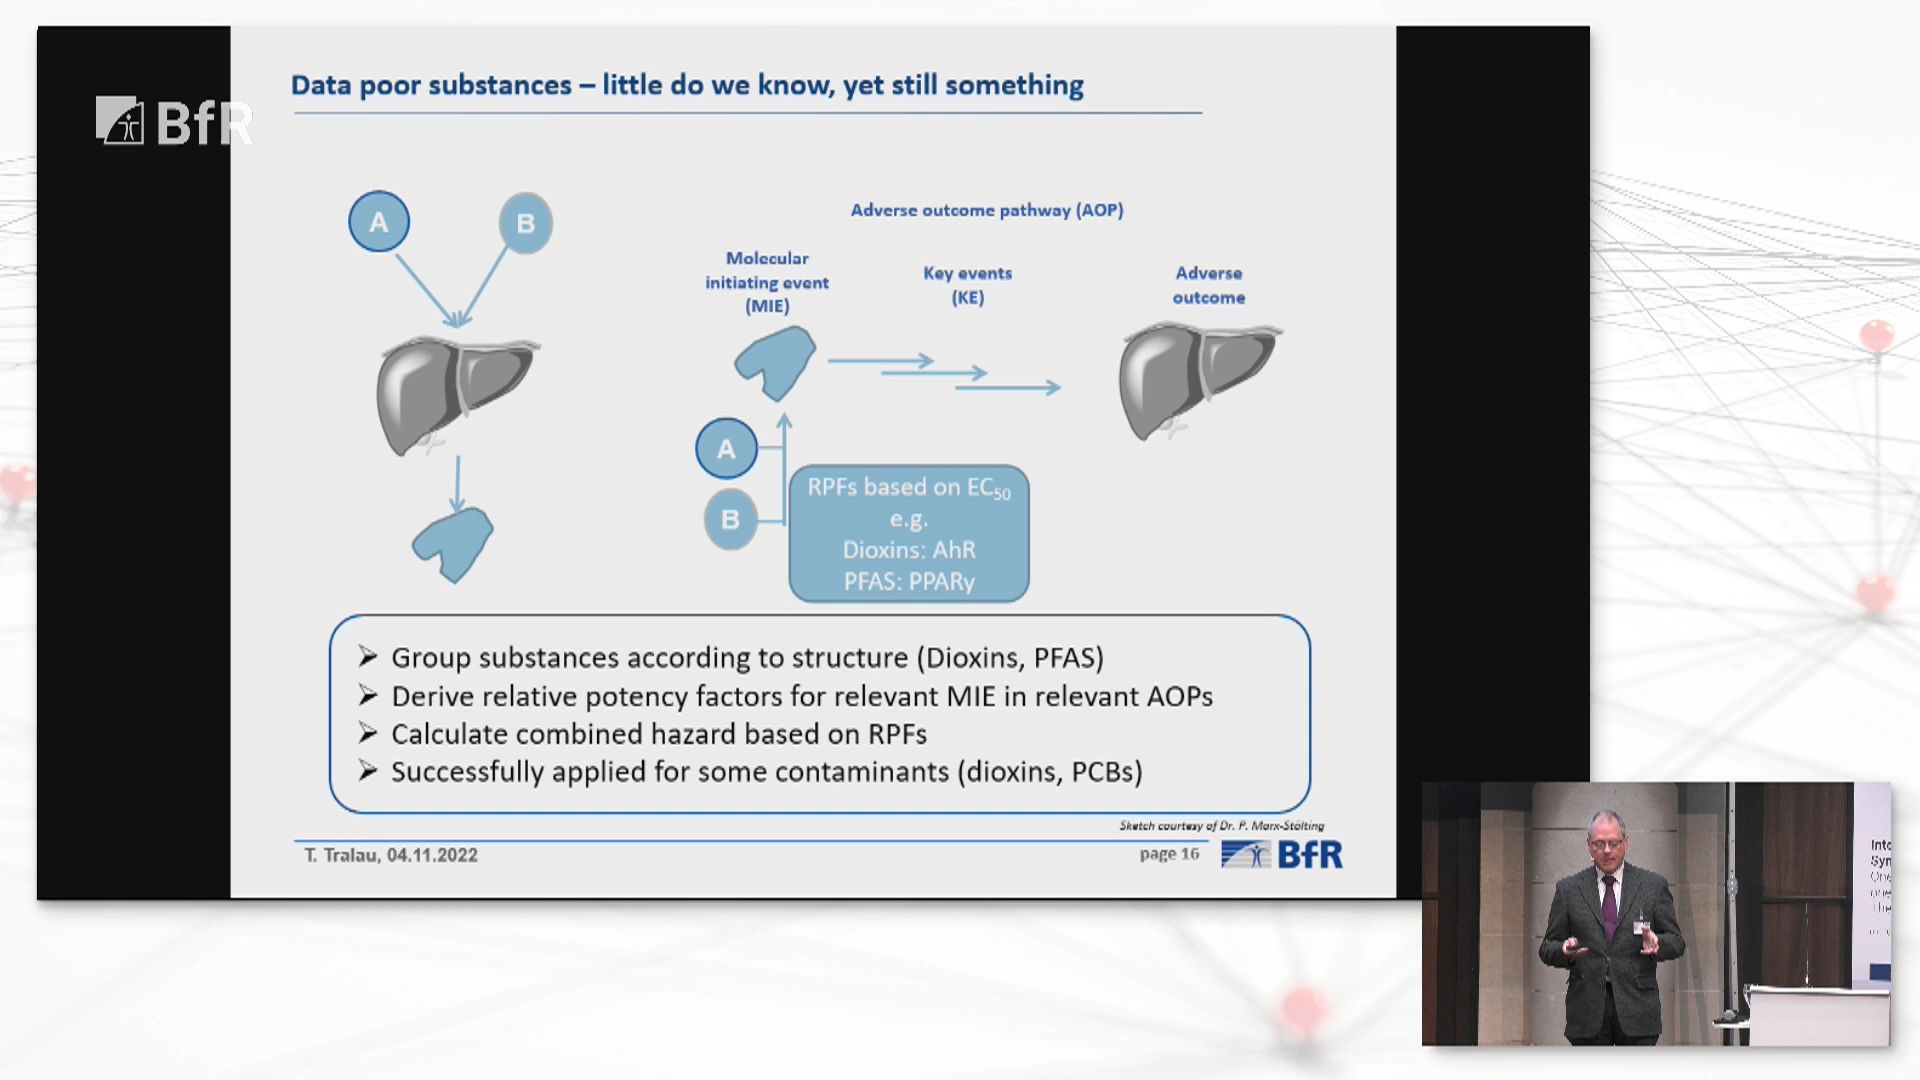 BfR
Data poor substances – little do we know, yet still something
A
B
Adverse outcome pathway (AOP)
Molecular
initiating event
(MIE)
Key events
(KE)
Adverse
outcome
A
B
RPFs based on EC50
e.g.
Dioxins: AhR
PFAS: PPARγ
➢ Group substances according to structure (Dioxins, PFAS)
➢ Derive relative potency factors for relevant MIE in relevant AOPs
➢ Calculate combined hazard based on RPFs
➢ Successfully applied for some contaminants (dioxins, PCBs)
Sketch courtesy of Dr. P. Marx-Stölting
T. Tralau, 04.11.2022
page 16
BfR